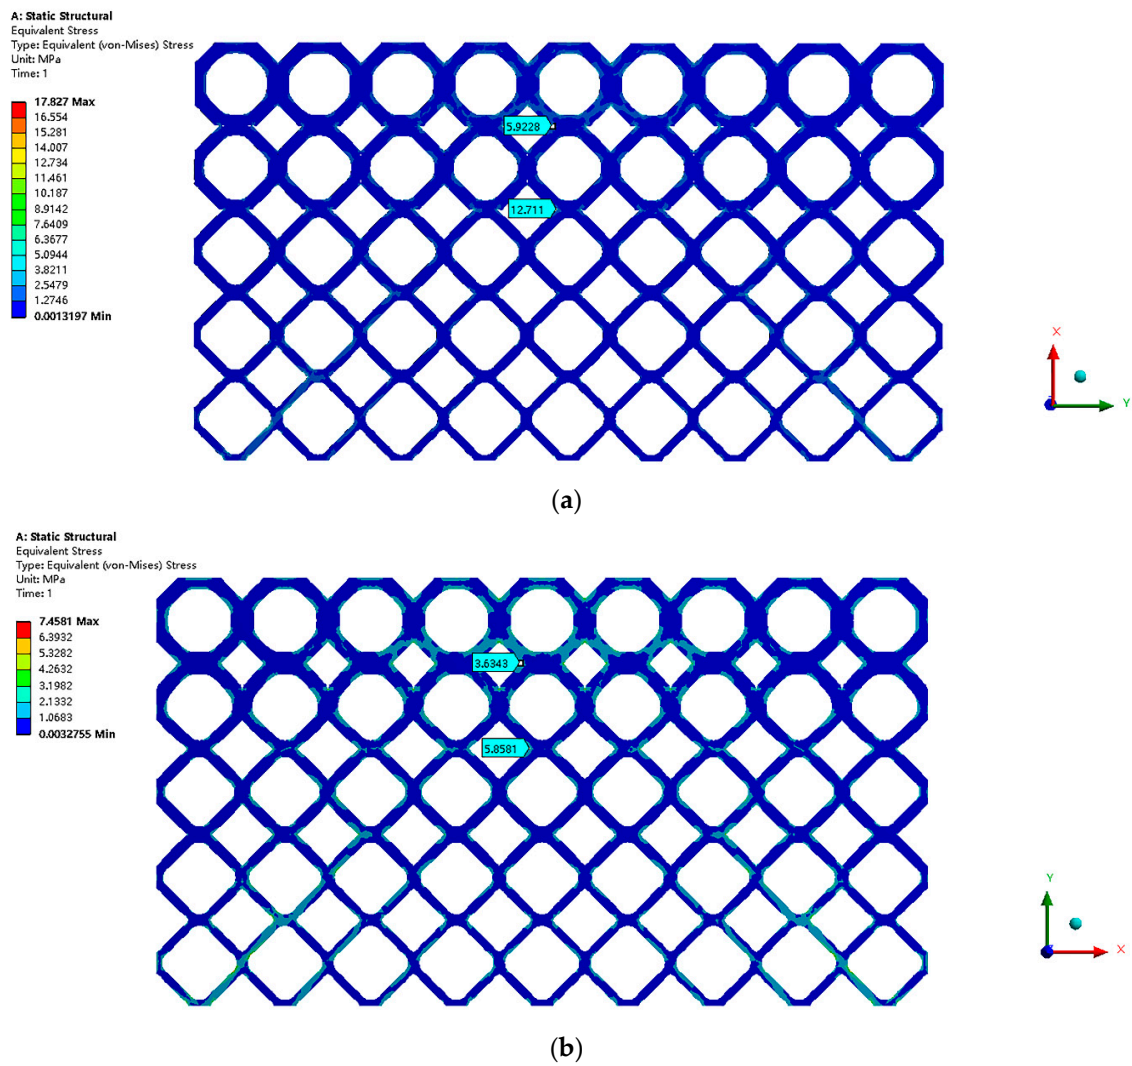 A: Static Structural
Equivalent Stress
Type: Equivalent (von-Mises) Stress
Unit: MPa
Time: 1
17.827 Max
16.554
15.281
14.007
12.734
11.461
10.187
8.9142
7.6409
6.3677
5.0944
3.8211
2.5479
1.2746
0.0013197 Min
5.9228
12.711
X
Y
(a)
A: Static Structural
Equivalent Stress
Type: Equivalent (von-Mises) Stress
Unit: MPa
Time: 1
7.4581 Max
6.3932
5.3282
4.2632
3.1982
2.1332
1.0683
0.0032755 Min
3.6343
5.8581
Y
X
(b)